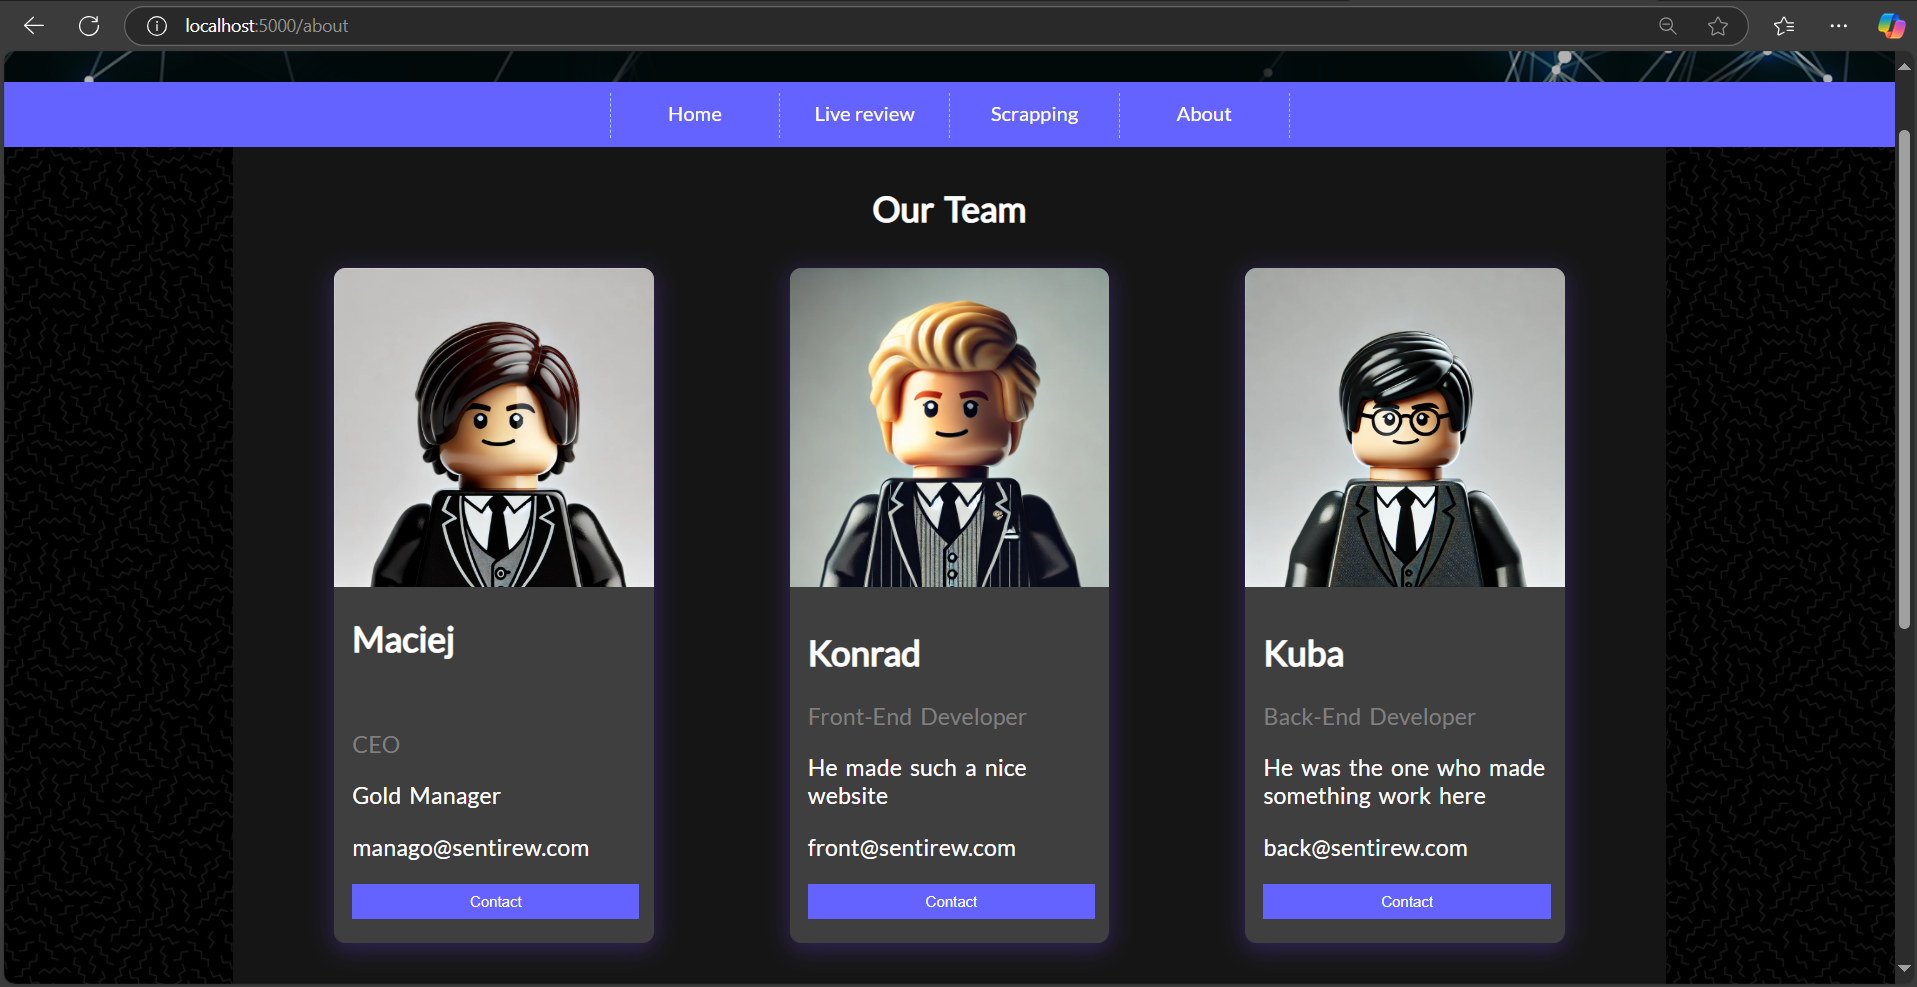 localhost:5000/about
Home
Live review
Scrapping
About
Our Team
Maciej
CEO
Gold Manager
manago@sentirew.com
Contact
Konrad
Front-End Developer
He made such a nice
website
front@sentirew.com
Contact
Kuba
Back-End Developer
He was the one who made
something work here
back@sentirew.com
Contact